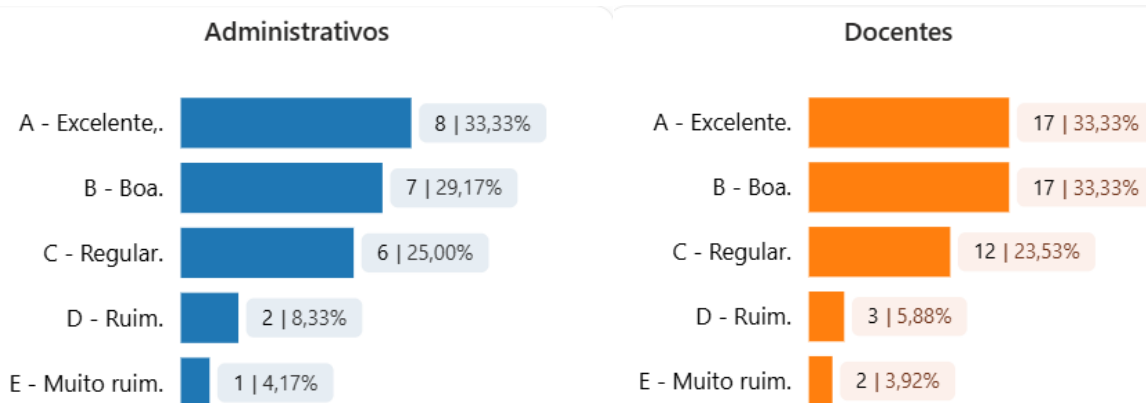 Administrativos
A - Excelente,. 8 | 33,33%
B - Boa. 7 | 29,17%
C - Regular. 6 | 25,00%
D - Ruim. 2 | 8,33%
E - Muito ruim. 1 | 4,17%
Docentes
A - Excelente. 17 | 33,33%
B - Boa. 17 | 33,33%
C - Regular. 12 | 23,53%
D - Ruim. 3 | 5,88%
E - Muito ruim. 2 | 3,92%